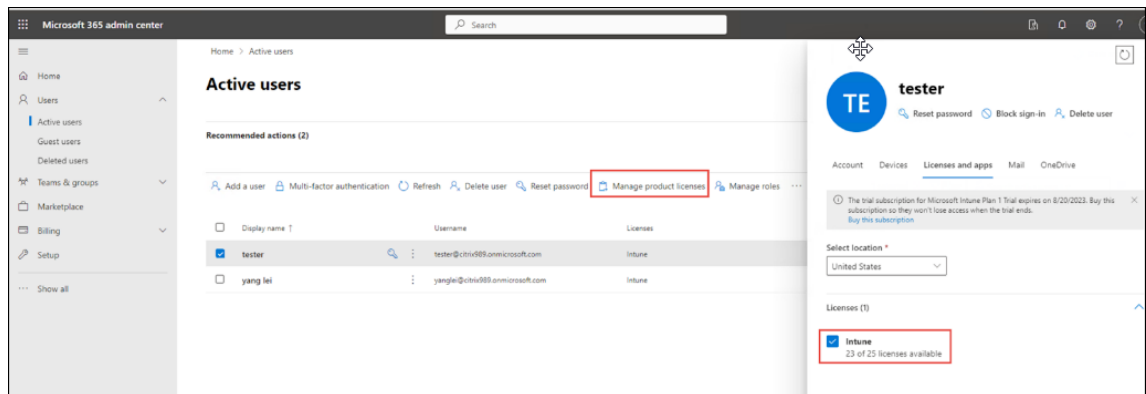 Microsoft 365 admin center
Search
?
Home
Users
Active users
Guest users
Deleted users
Teams & groups
Marketplace
Billing
Setup
Show all
Home > Active users
Active users
Recommended actions (2)
Add a user Multi-factor authentication Refresh Delete user Reset password Manage product licenses Manage roles ...
Display name ↑ Username Licenses
tester tester@citrix989.onmicrosoft.com Intune
yang lei yanglei@citrix989.onmicrosoft.com Intune
TE
tester
Reset password Block sign-in Delete user
Account Devices Licenses and apps Mail OneDrive
The trial subscription for Microsoft Intune Plan 1 Trial expires on 8/20/2023. Buy this
subscription so they won't lose access when the trial ends.
Buy this subscription
Select location *
United States
Licenses (1)
Intune
23 of 25 licenses available